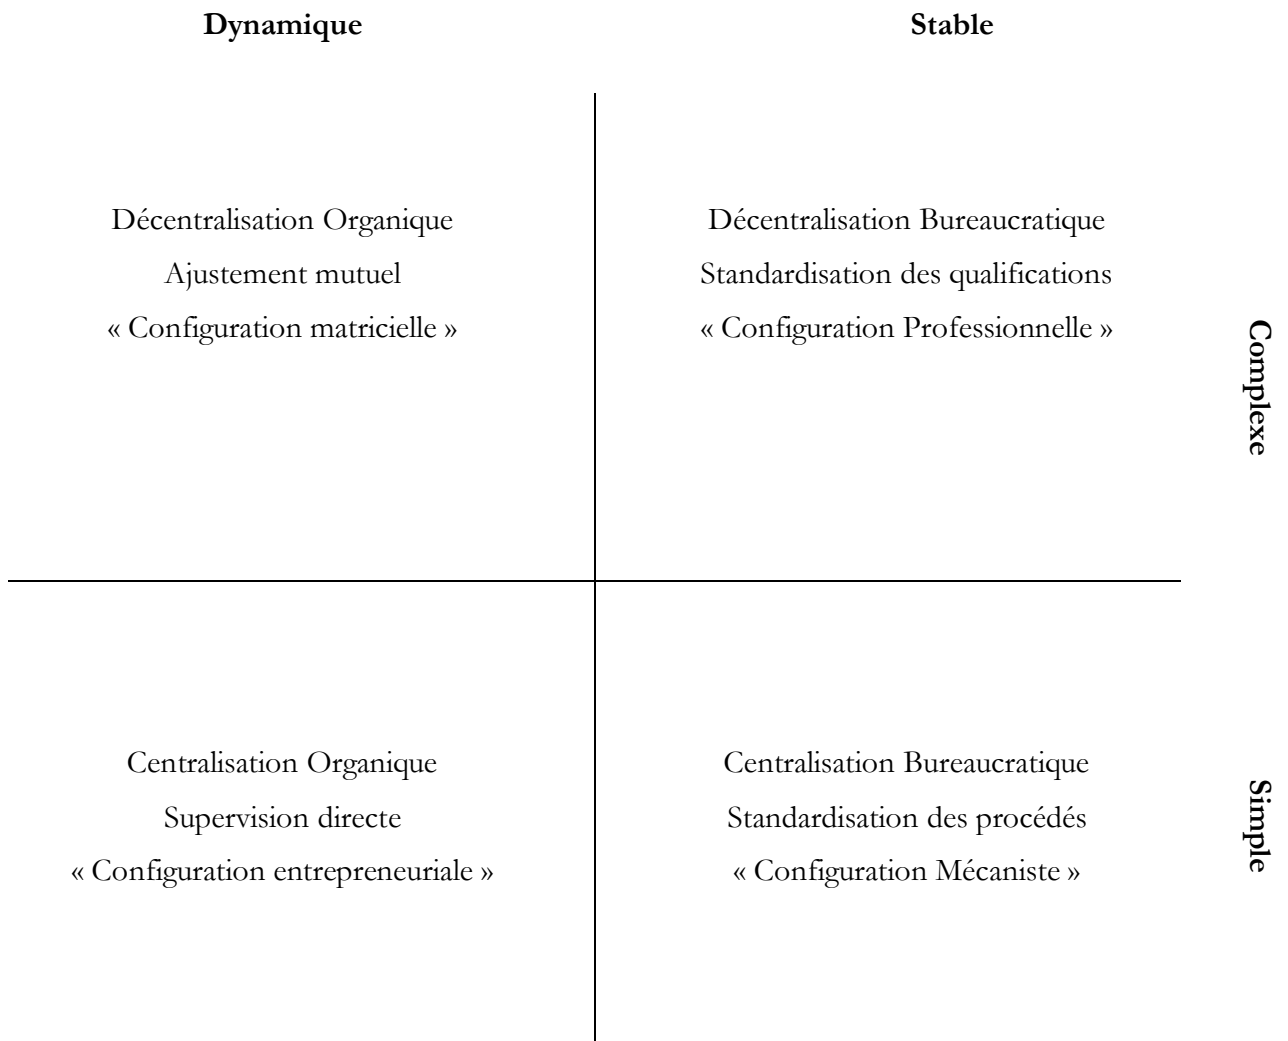 Dynamique
Stable
Décentralisation Organique
Ajustement mutuel
« Configuration matricielle »
Décentralisation Bureaucratique
Standardisation des qualifications
« Configuration Professionnelle »
Complexe
Centralisation Organique
Supervision directe
« Configuration entrepreneuriale »
Centralisation Bureaucratique
Standardisation des procédés
« Configuration Mécaniste »
Simple